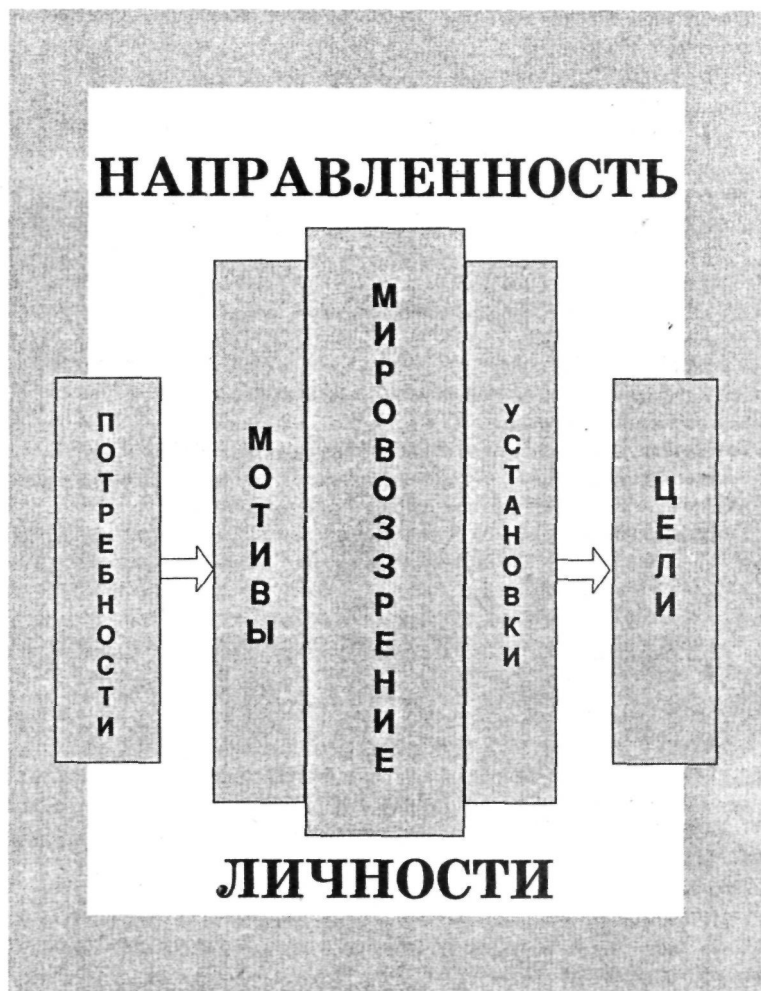 НАПРАВЛЕННОСТЬ
ПОТРЕБНОСТИ
МОТИВЫ
МИРОВОЗЗРЕНИЕ
УСТАНОВКИ
ЦЕЛИ
ЛИЧНОСТИ